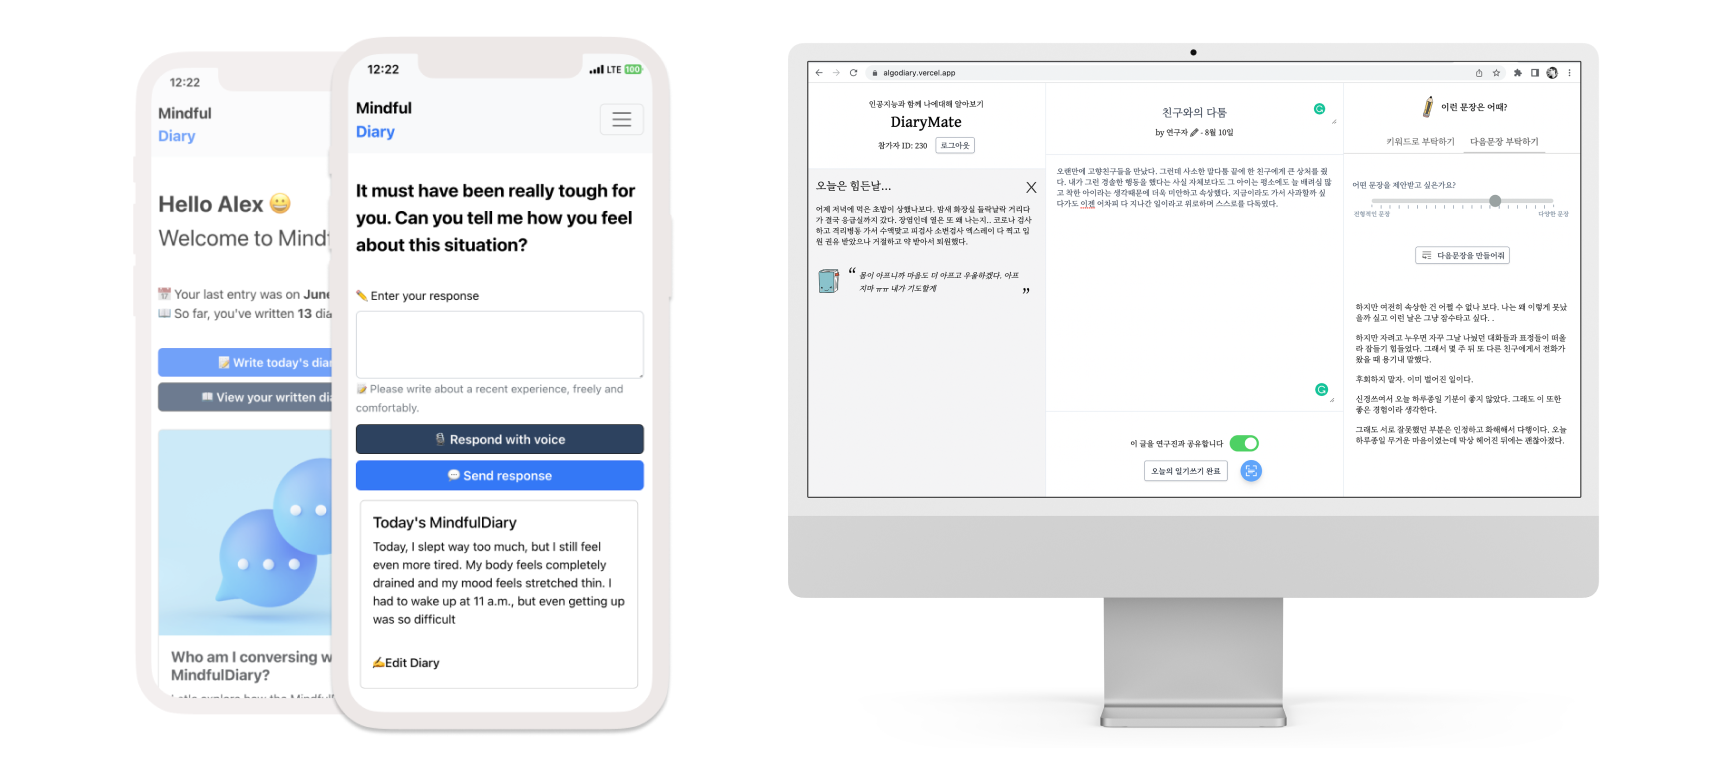 12:22
Mindful
Diary
Hello Alex 😀
Welcome to Mindf
📅 Your last entry was on June
📖 So far, you've written 13 dia
📝 Write today's diar
📖 View your written dia
Who am I conversing w
MindfulDiary?
12:22
LTE 100
Mindful
Diary
It must have been really tough for
you. Can you tell me how you feel
about this situation?
✏️ Enter your response
📝 Please write about a recent experience, freely and
comfortably.
🎙️ Respond with voice
💬 Send response
Today's MindfulDiary
Today, I slept way too much, but I still feel
even more tired. My body feels completely
drained and my mood feels stretched thin. I
had to wake up at 11 a.m., but even getting up
was so difficult
✍️Edit Diary
algodiary.vercel.app
인공지능과 함께 나에대해 알아보기
DiaryMate
참가자 ID: 230 로그아웃
오늘은 힘든날...
X
어제 저녁에 먹은 초밥이 상했나보다. 밤새 화장실 들락날락 거리다
가 결국 응급실까지 갔다. 장염인데 열은 또 왜 나는지.. 코로나 검사
하고 격리병동 가서 수액맞고 피검사 소변검사 엑스레이 다 찍고 입
원 권유 받았으나 거절하고 약 받아서 퇴원했다.
“ 몸이 아프니까 마음도 더 아프고 우울하겠다. 아프
지마 ㅠㅠ 내가 기도할게 ”
친구와의 다툼
by 연구자 - 8월 10일
오랜만에 고향친구들을 만났다. 그런데 사소한 말다툼 끝에 한 친구에게 큰 상처를 줬
다. 내가 그런 경솔한 행동을 했다는 사실 자체보다도 그 아이는 평소에도 늘 배려심 많
고 착한 아이라는 생각때문에 더욱 미안하고 속상했다. 지금이라도 가서 사과할까 싶
다가도 이젠 어차피 다 지나간 일이라고 위로하며 스스로를 다독였다.
이 글을 연구진과 공유합니다
오늘의 일기쓰기 완료
이런 문장은 어때?
키워드로 부탁하기 다음문장 부탁하기
어떤 문장을 제안받고 싶은가요?
전형적인 문장 다양한 문장
다음문장을 만들어줘
하지만 여전히 속상한 건 어쩔 수 없나 보다. 나는 왜 이렇게 못났
을까 싶고 이런 날은 그냥 잠수타고 싶다. .
하지만 자려고 누우면 자꾸 그날 나눴던 대화들과 표정들이 떠올
라 잠들기 힘들었다. 그래서 몇 주 뒤 또 다른 친구에게서 전화가
왔을 때 용기내 말했다.
후회하지 말자. 이미 벌어진 일이다.
신경쓰여서 오늘 하루종일 기분이 좋지 않았다. 그래도 이 또한
좋은 경험이라 생각한다.
그래도 서로 잘못했던 부분은 인정하고 화해해서 다행이다. 오늘
하루종일 무거운 마음이었는데 막상 헤어진 뒤에는 괜찮아졌다.